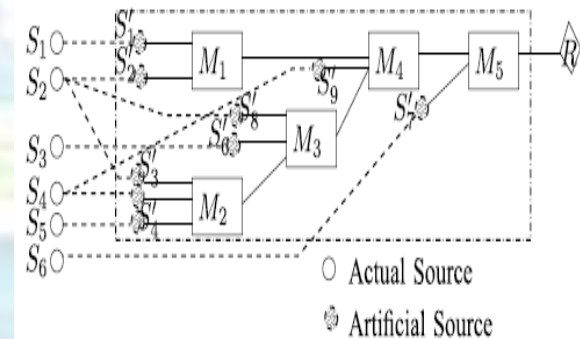 S₁
S′₁
S₂
S′₂
M₁
M₄
M₅
R
S′₉
S′₈
S′₇
S₃
S′₆
M₃
S′₃
S₄
M₂
S′₄
S₅
S₆
Actual Source
Artificial Source